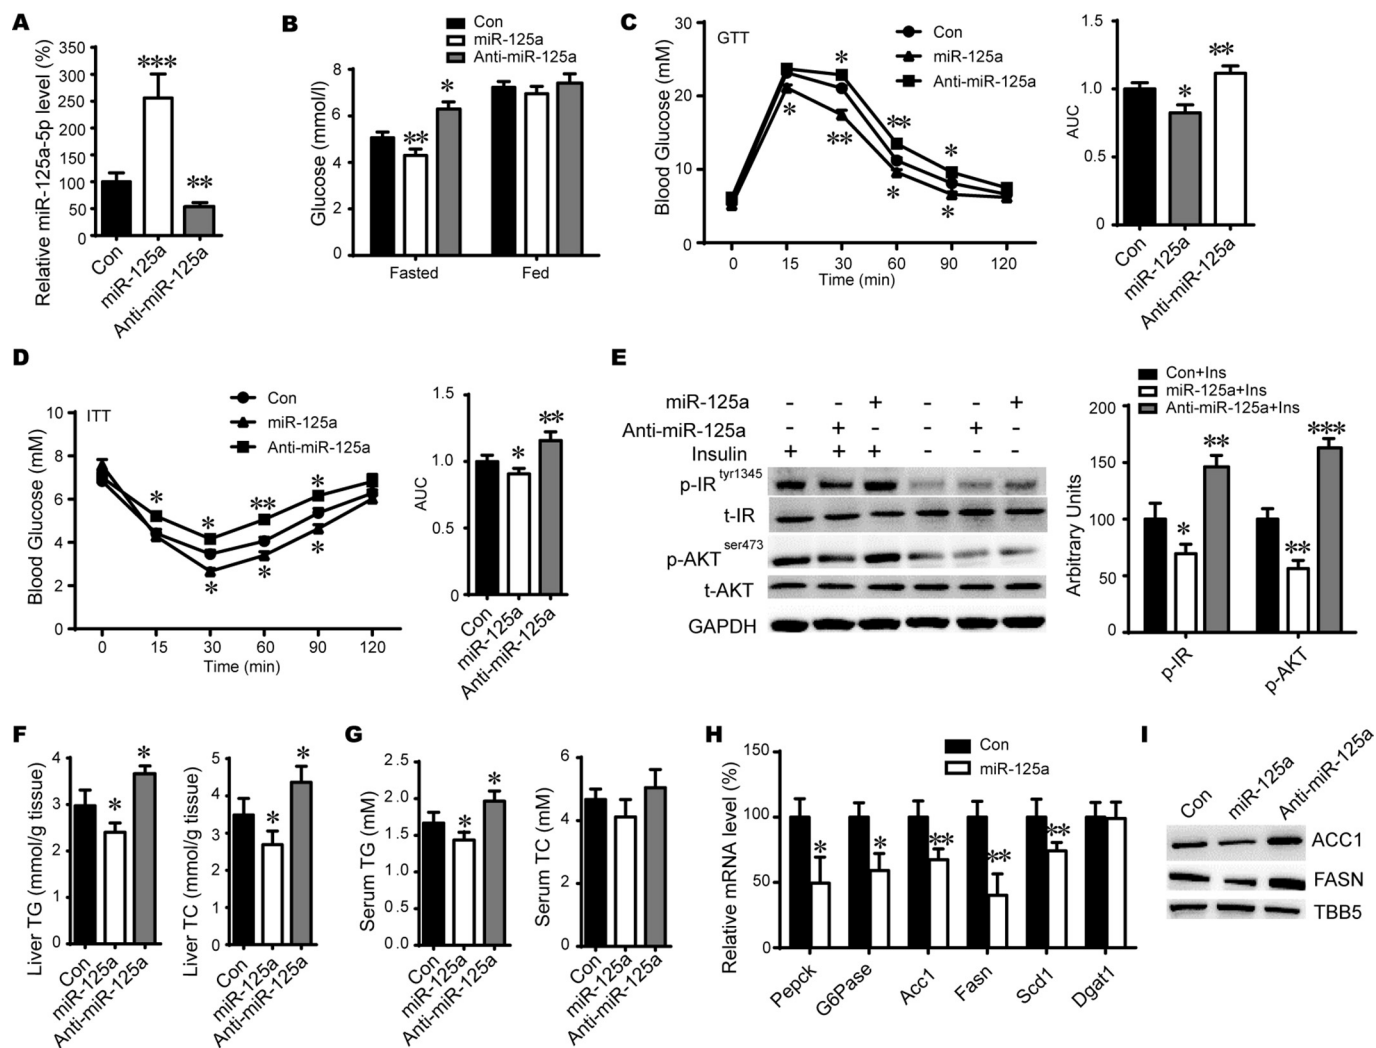 A
Relative miR-125a-5p level (%)
350
300
250
200
150
100
50
0
***
**
Con
miR-125a
Anti-miR-125a
B
Con
miR-125a
Anti-miR-125a
Glucose (mmol/l)
8
6
4
2
0
**
*
Fasted
Fed
C
GTT
Con
miR-125a
Anti-miR-125a
Blood Glucose (mM)
30
20
10
0
*
*
**
**
*
*
*
0 15 30 60 90 120
Time (min)
AUC
1.5
1.0
0.5
0
*
**
Con
miR-125a
Anti-miR-125a
D
ITT
Con
miR-125a
Anti-miR-125a
Blood Glucose (mM)
10
8
6
4
2
0
*
*
**
*
*
*
*
0 15 30 60 90 120
Time (min)
AUC
1.5
1.0
0.5
0
*
**
Con
miR-125a
Anti-miR-125a
E
miR-125a - - + - - +
Anti-miR-125a - + - - + -
Insulin + + + - - -
p-IR tyr1345
t-IR
p-AKT ser473
t-AKT
GAPDH
Con+Ins
miR-125a+Ins
Anti-miR-125a+Ins
Arbitrary Units
200
150
100
50
0
*
**
**
***
p-IR
p-AKT
F
Liver TG (mmol/g tissue)
4
3
2
1
0
*
*
Con
miR-125a
Anti-miR-125a
Liver TC (mmol/g tissue)
5
4
3
2
1
0
*
*
Con
miR-125a
Anti-miR-125a
G
Serum TG (mM)
2.5
2.0
1.5
1.0
0.5
0.0
*
*
Con
miR-125a
Anti-miR-125a
Serum TC (mM)
6
4
2
0
Con
miR-125a
Anti-miR-125a
H
Con
miR-125a
Relative mRNA level (%)
150
100
50
0
*
*
**
**
**
Pepck
G6Pase
Acc1
Fasn
Scd1
Dgat1
I
Con
miR-125a
Anti-miR-125a
ACC1
FASN
TBB5